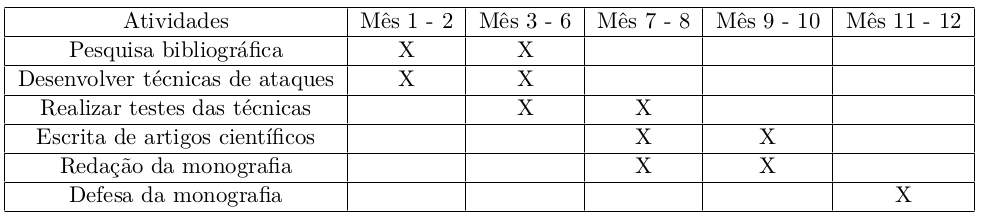 Atividades Mês 1 - 2 Mês 3 - 6 Mês 7 - 8 Mês 9 - 10 Mês 11 - 12
Pesquisa bibliográfica X X
Desenvolver técnicas de ataques X X
Realizar testes das técnicas X X
Escrita de artigos científicos X X
Redação da monografia X X
Defesa da monografia X